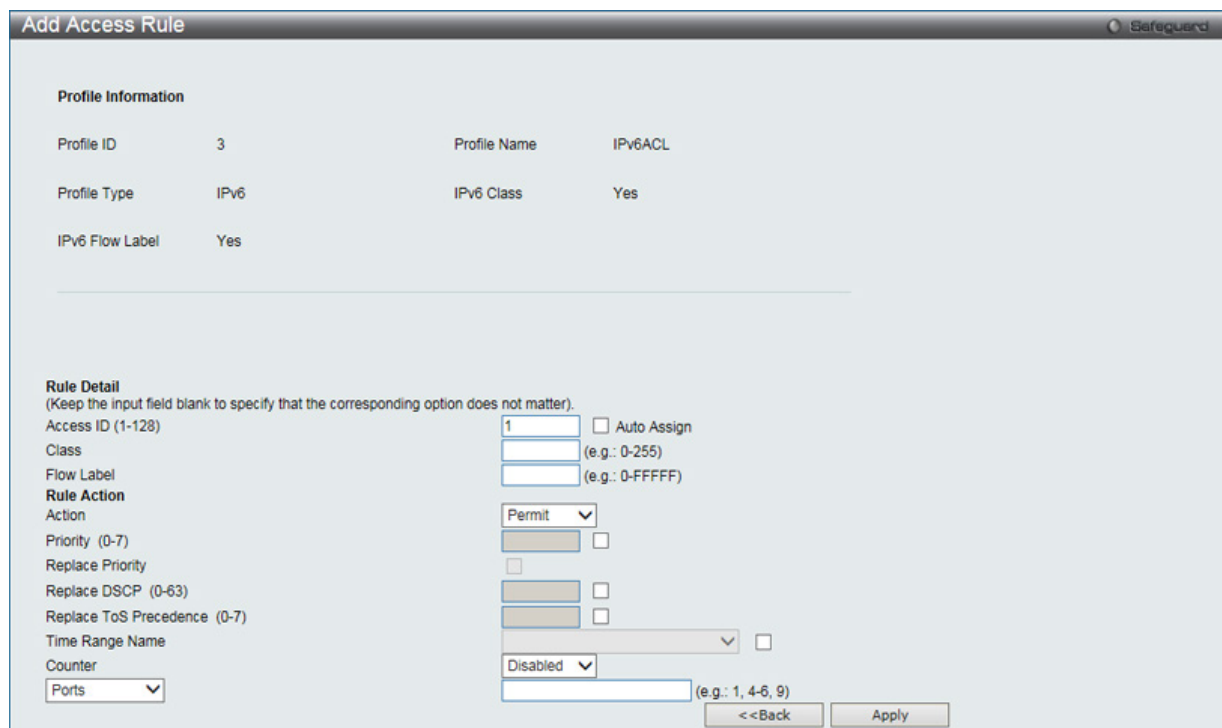 Add Access Rule
Safeguard
Profile Information
Profile ID 3 Profile Name IPv6ACL
Profile Type IPv6 IPv6 Class Yes
IPv6 Flow Label Yes
Rule Detail
(Keep the input field blank to specify that the corresponding option does not matter).
Access ID (1-128) 1 Auto Assign
Class (e.g.: 0-255)
Flow Label (e.g.: 0-FFFFF)
Rule Action
Action Permit
Priority (0-7)
Replace Priority
Replace DSCP (0-63)
Replace ToS Precedence (0-7)
Time Range Name
Counter Disabled
Ports (e.g.: 1, 4-6, 9)
<<Back Apply